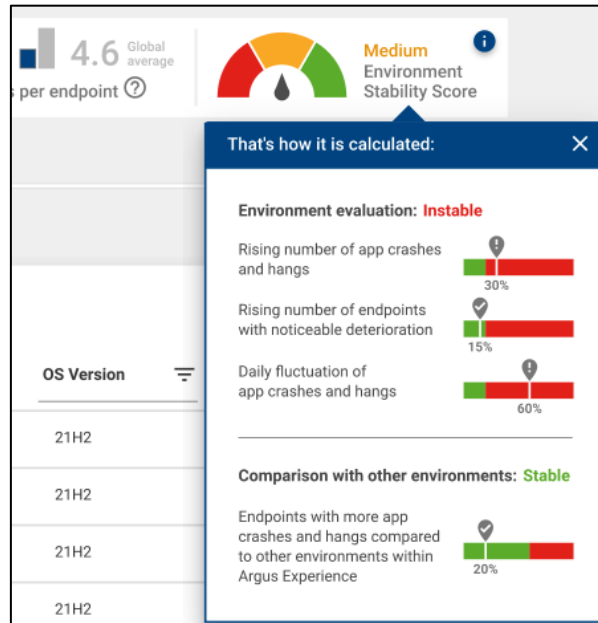 4.6 Global
average
s per endpoint ?
Medium
Environment
Stability Score
i
That's how it is calculated:
Environment evaluation: Instable
Rising number of app crashes
and hangs
30%
Rising number of endpoints
with noticeable deterioration
15%
Daily fluctuation of
app crashes and hangs
60%
Comparison with other environments: Stable
Endpoints with more app
crashes and hangs compared
to other environments within
Argus Experience
20%
OS Version
21H2
21H2
21H2
21H2